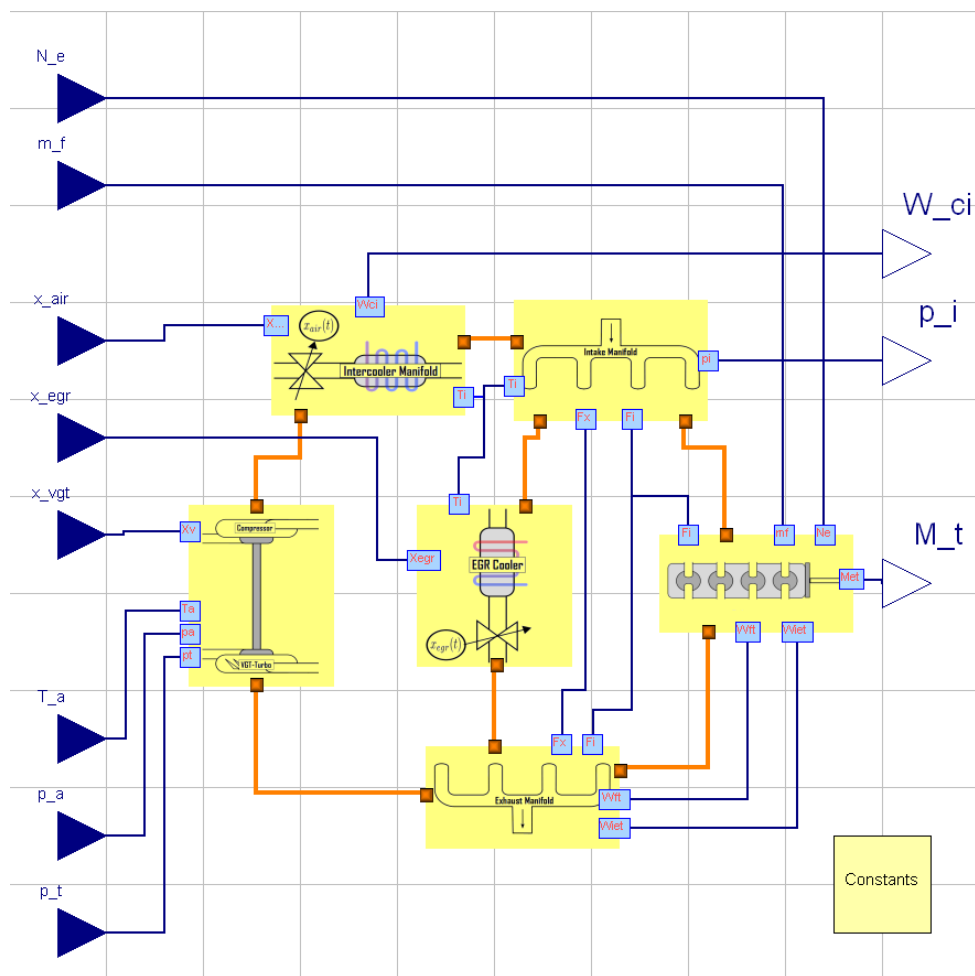 N_e
m_f
W_ci
x_air
Wci
p_i
X...
x_air(t)
Intake Manifold
Intercooler Manifold
pi
x_egr
Ti
Ti
Fx
Fi
x_vgt
Ti
Xv
Compressor
Fi
mf
Ne
M_t
Xegr
EGR Cooler
Met
Ta
pa
x_egr(t)
Wft
Wiet
pt
VGT-Turbo
T_a
Fx
Fi
p_a
Exhaust Manifold
Wft
Wiet
p_t
Constants